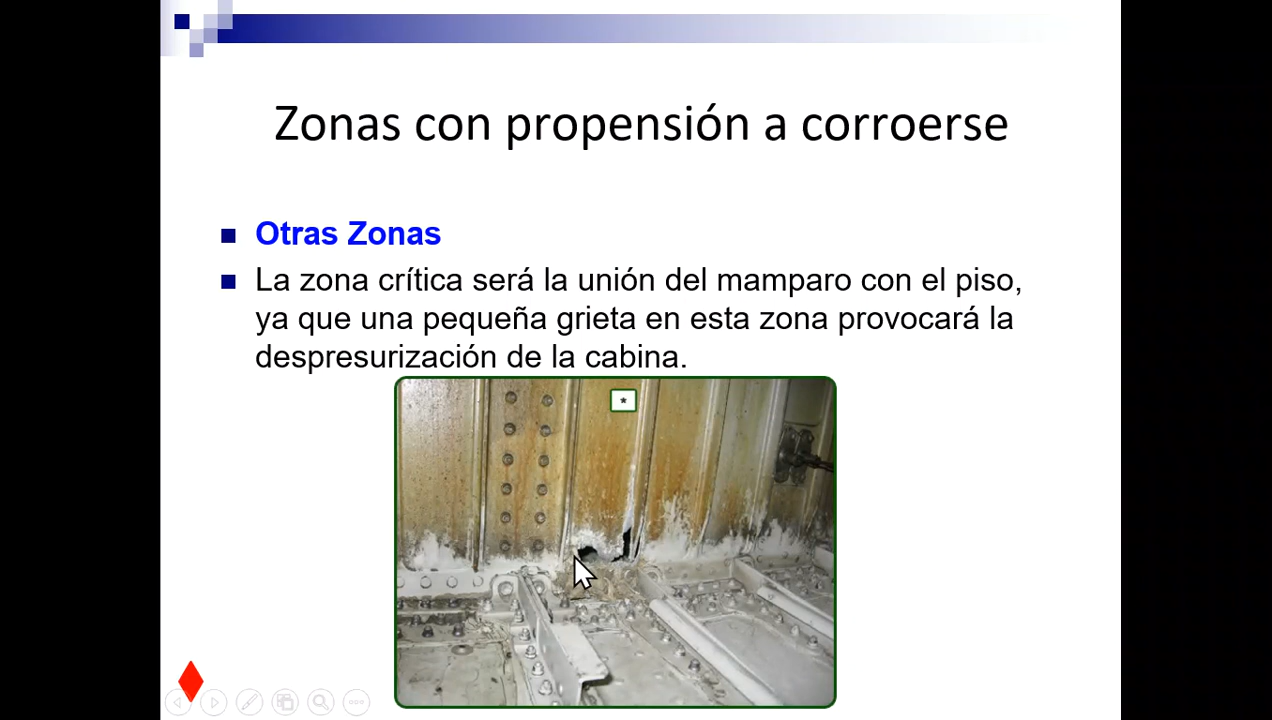 Zonas con propensión a corroerse
Otras Zonas
La zona crítica será la unión del mamparo con el piso,
ya que una pequeña grieta en esta zona provocará la
despresurización de la cabina.
*